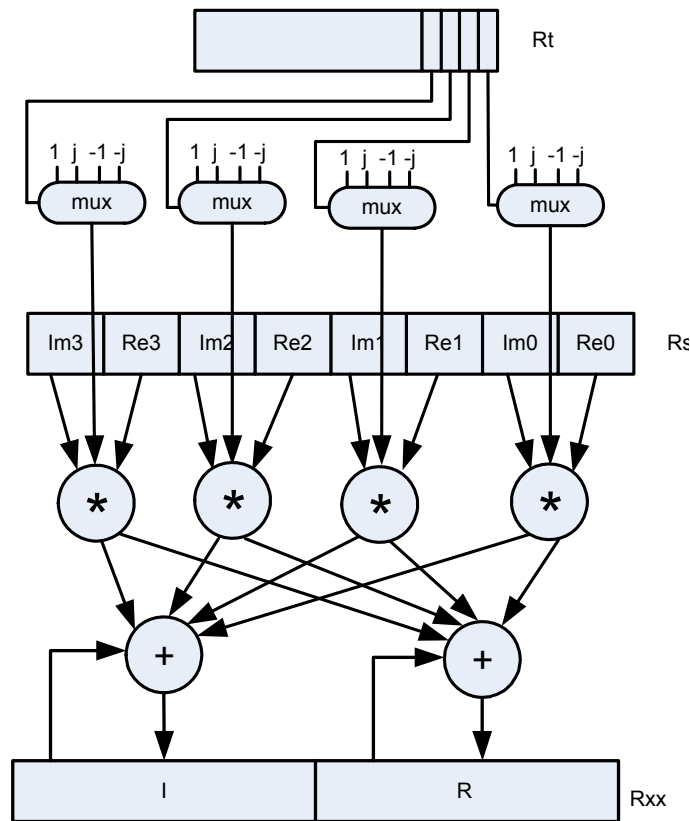 Rt
1 j -1 -j
1 j -1 -j
1 j -1 -j
1 j -1 -j
mux
mux
mux
mux
Im3 Re3 Im2 Re2 Im1 Re1 Im0 Re0 Rs
* * * *
+ +
I R
Rxx